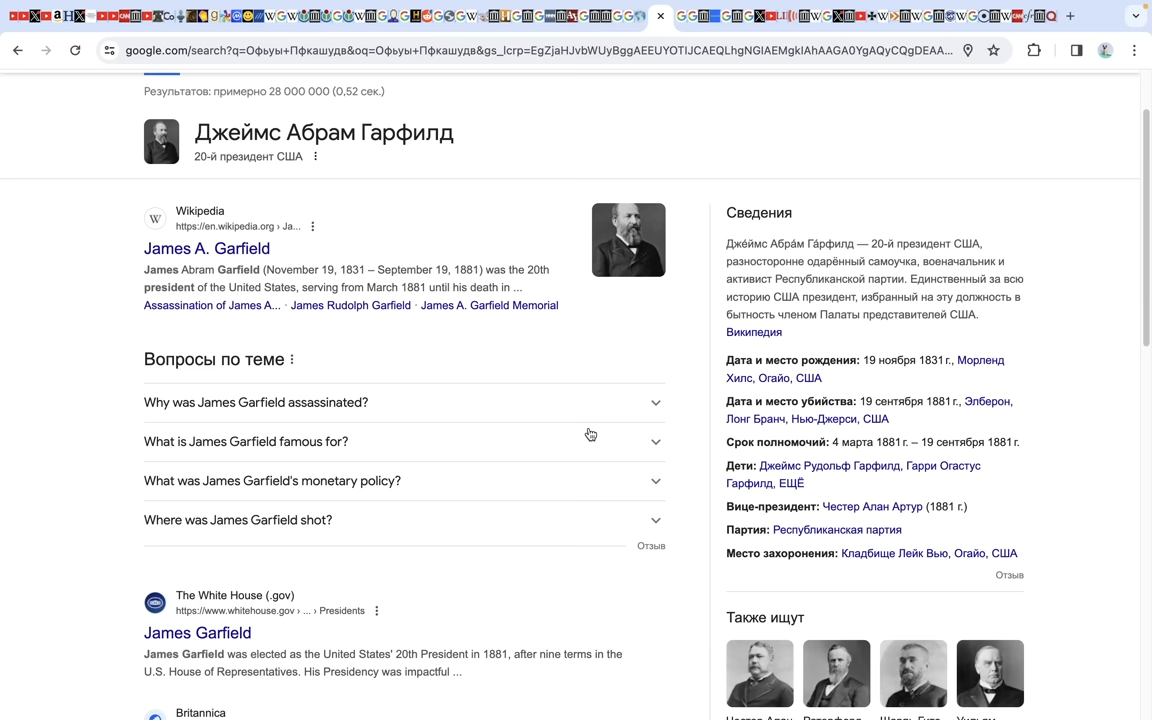 google.com/search?q=Офьуы+Пфкашудв&oq=Офьуы+Пфкашудв&gs_lcrp=EgZjaHJvbWUyBggAEEUYOTIJCAEQLhgNGIAEMgkIAhAAGA0YgAQyCQgDEAA...
Результатов: примерно 28 000 000 (0,52 сек.)
Джеймс Абрам Гарфилд
20-й президент США
Wikipedia
https://en.wikipedia.org › Ja...
James A. Garfield
James Abram Garfield (November 19, 1831 – September 19, 1881) was the 20th
president of the United States, serving from March 1881 until his death in ...
Assassination of James A... · James Rudolph Garfield · James A. Garfield Memorial
Вопросы по теме
Why was James Garfield assassinated?
What is James Garfield famous for?
What was James Garfield's monetary policy?
Where was James Garfield shot?
Отзыв
The White House (.gov)
https://www.whitehouse.gov › ... › Presidents
James Garfield
James Garfield was elected as the United States' 20th President in 1881, after nine terms in the
U.S. House of Representatives. His Presidency was impactful ...
Britannica
Сведения
Дже́ймс Абра́м Га́рфилд — 20-й президент США,
разносторонне одарённый самоучка, военачальник и
активист Республиканской партии. Единственный за всю
историю США президент, избранный на эту должность в
бытность членом Палаты представителей США.
Википедия
Дата и место рождения: 19 ноября 1831 г., Морленд
Хилс, Огайо, США
Дата и место убийства: 19 сентября 1881 г., Элберон,
Лонг Бранч, Нью-Джерси, США
Срок полномочий: 4 марта 1881 г. – 19 сентября 1881 г.
Дети: Джеймс Рудольф Гарфилд, Гарри Огастус
Гарфилд, ЕЩЁ
Вице-президент: Честер Алан Артур (1881 г.)
Партия: Республиканская партия
Место захоронения: Кладбище Лейк Вью, Огайо, США
Отзыв
Также ищут